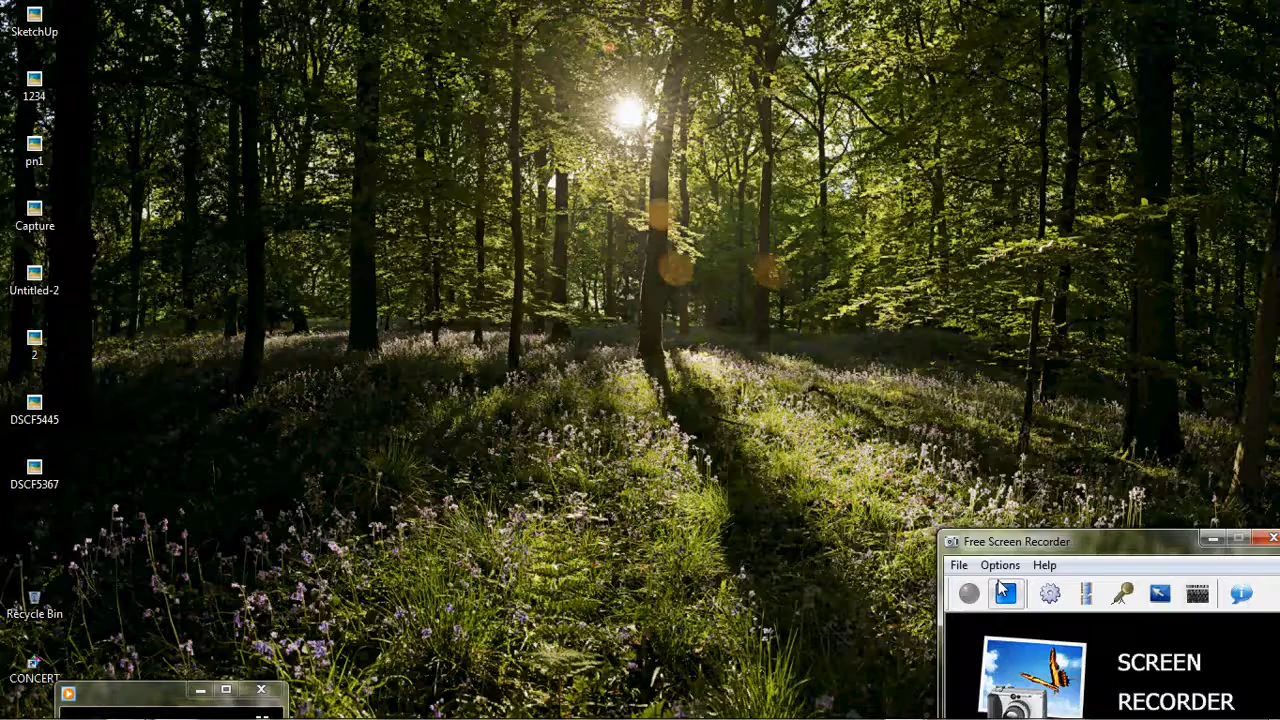 SketchUp
1234
pn1
Capture
Untitled-2
2
DSCF5445
DSCF5367
Recycle Bin
CONCERT
Free Screen Recorder
File Options Help
SCREEN
RECORDER